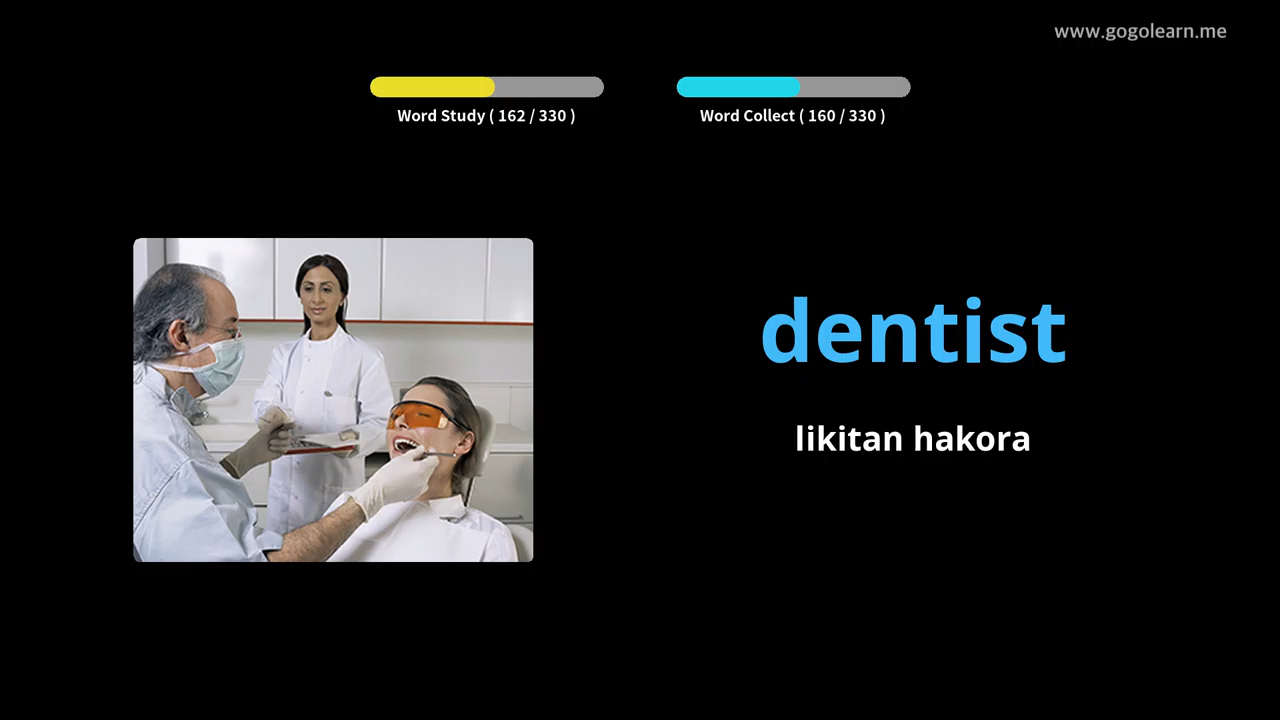 www.gogolearn.me
Word Study ( 162 / 330 )
Word Collect ( 160 / 330 )
dentist
likitan hakora